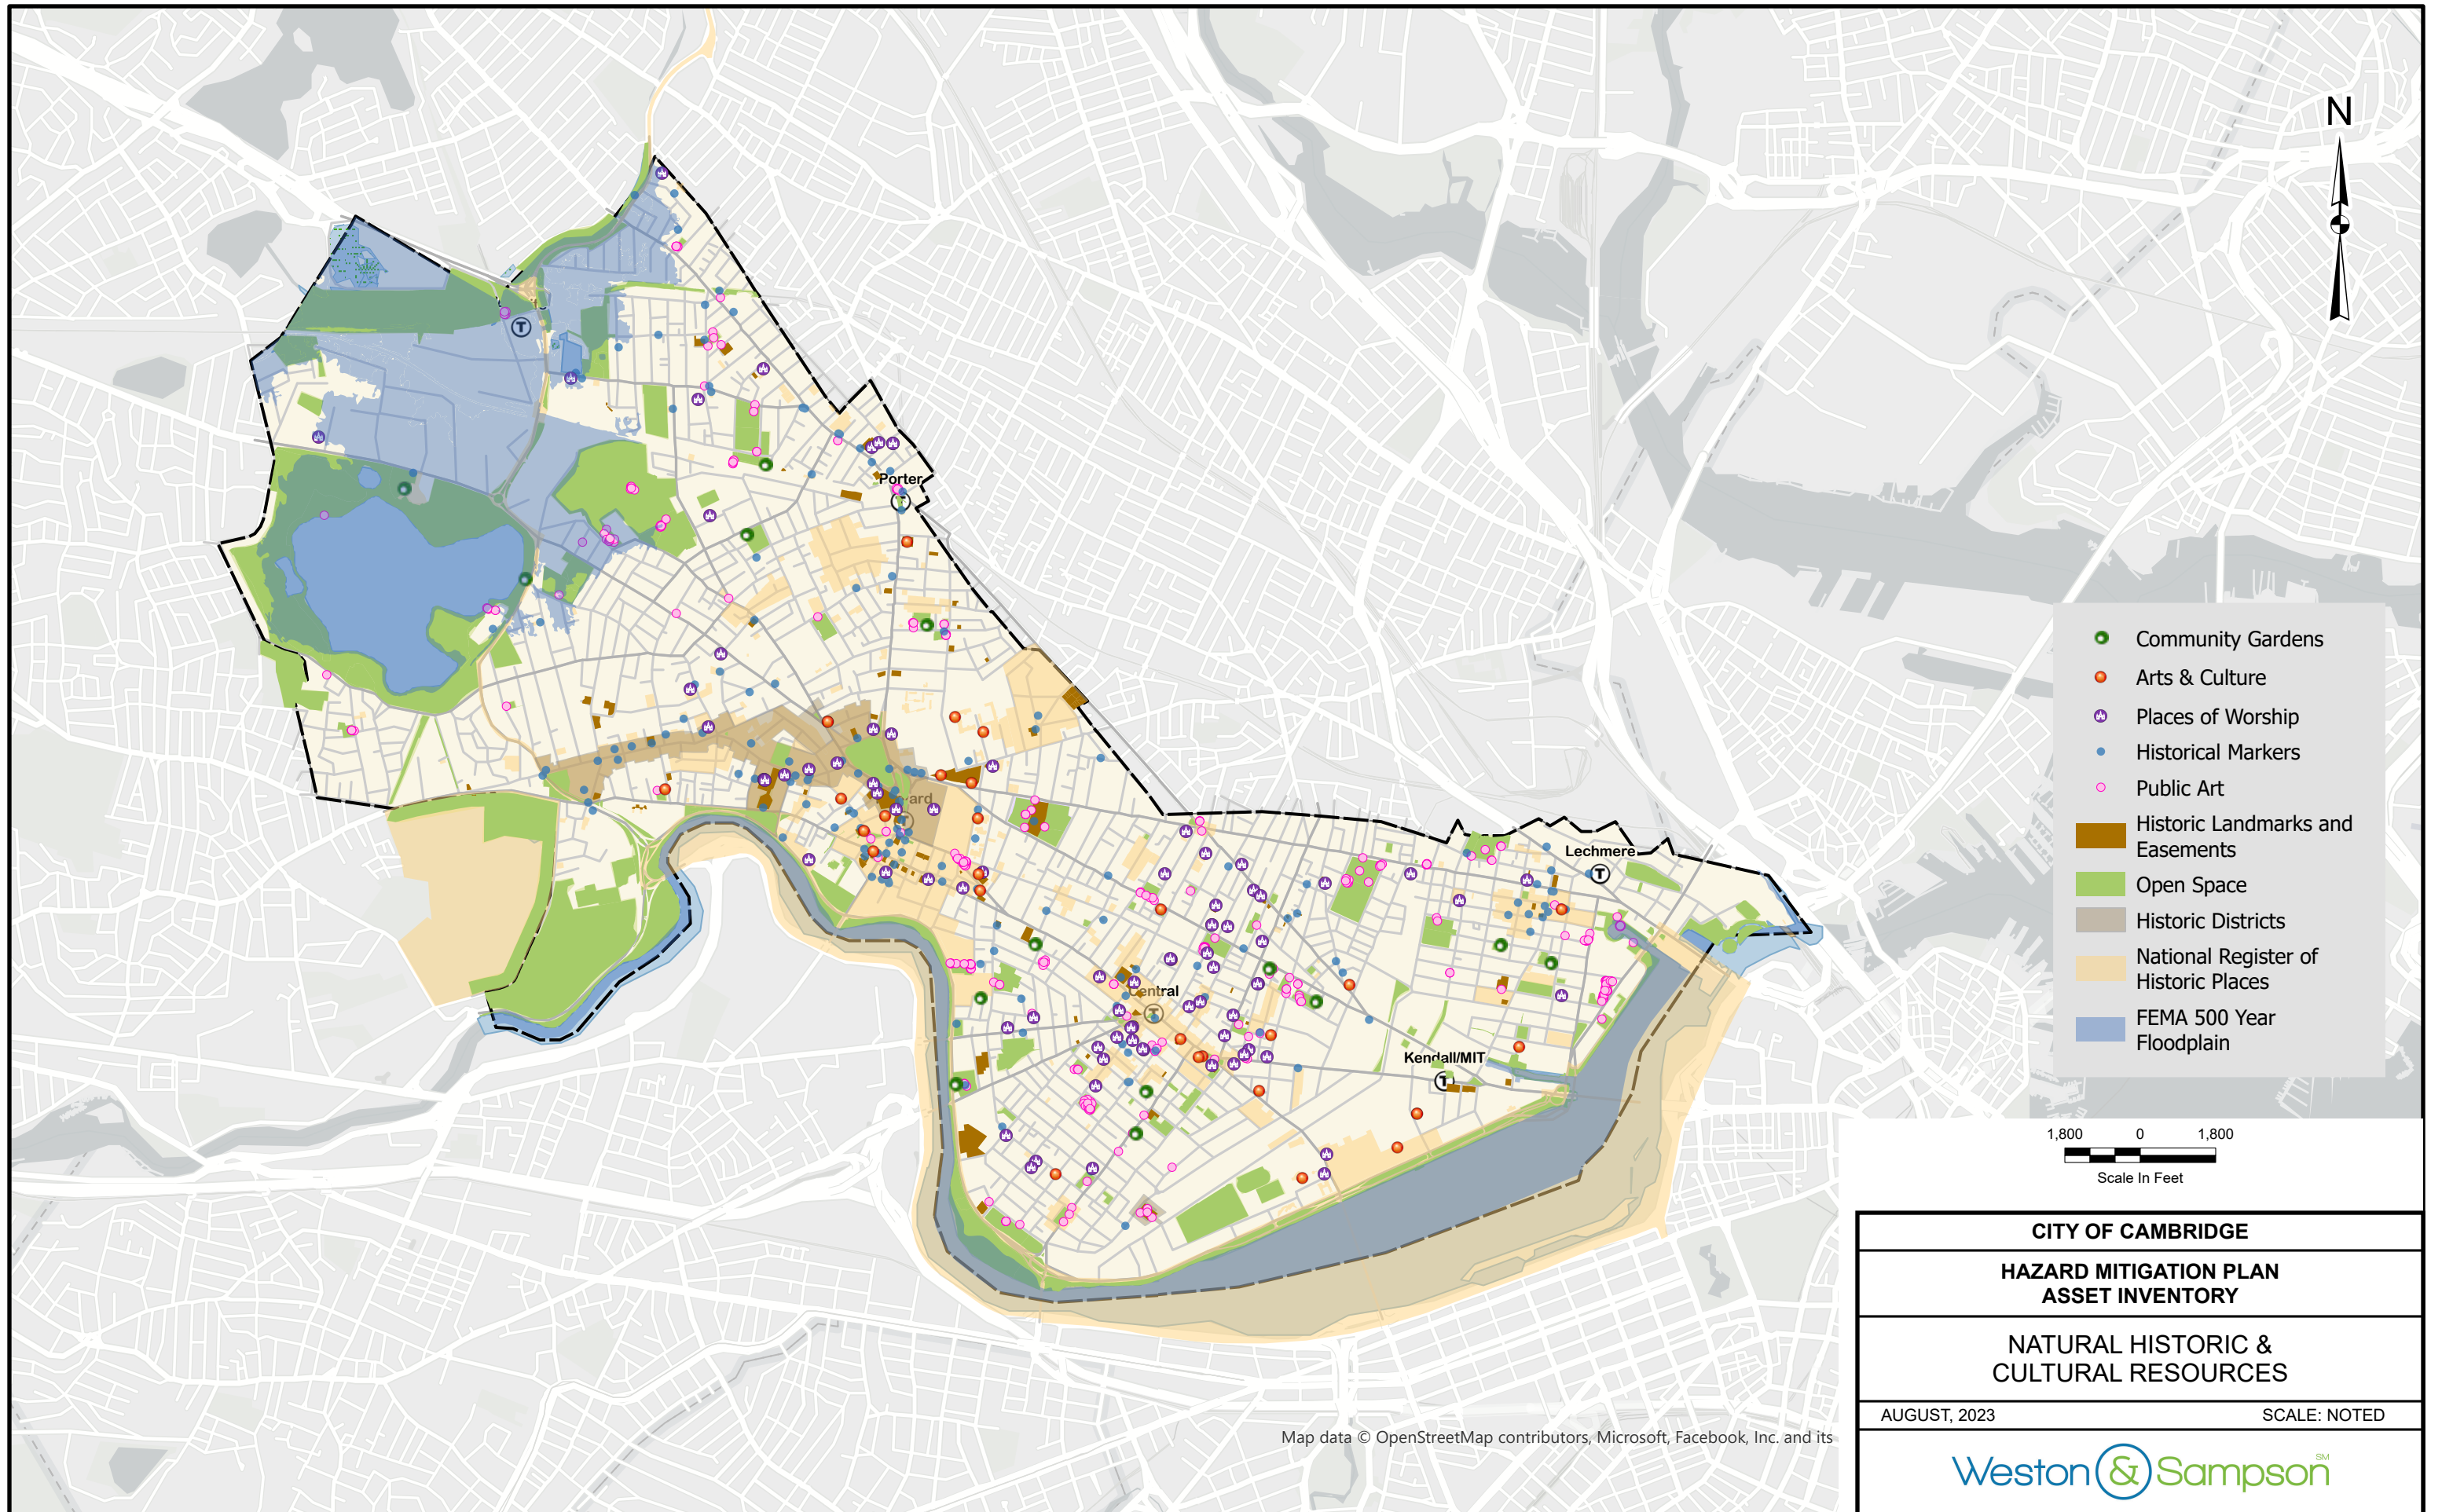 N
Porter
ard
Central
Lechmere
Kendall/MIT
T
T
T
T
T
T
Community Gardens
Arts & Culture
Places of Worship
Historical Markers
Public Art
Historic Landmarks and
Easements
Open Space
Historic Districts
National Register of
Historic Places
FEMA 500 Year
Floodplain
1,800 0 1,800
Scale In Feet
CITY OF CAMBRIDGE
HAZARD MITIGATION PLAN
ASSET INVENTORY
NATURAL HISTORIC &
CULTURAL RESOURCES
AUGUST, 2023 SCALE: NOTED
Weston & Sampson SM
Map data © OpenStreetMap contributors, Microsoft, Facebook, Inc. and its